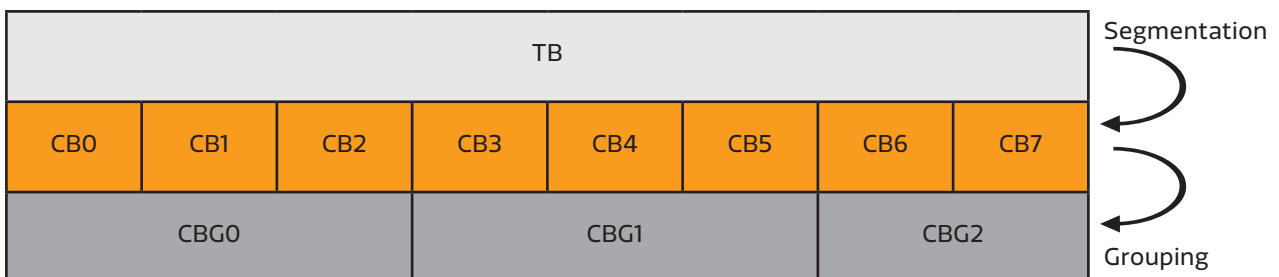 Segmentation
TB
CB0 CB1 CB2 CB3 CB4 CB5 CB6 CB7
CBG0 CBG1 CBG2
Grouping